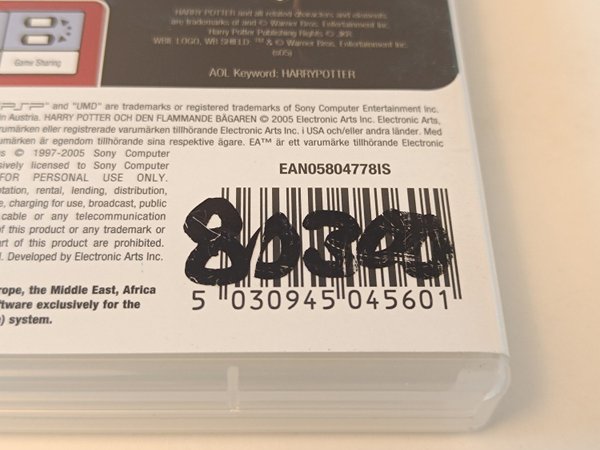 HARRY POTTER and all related characters and elements
are trademarks of and © Warner Bros. Entertainment Inc.
Harry Potter Publishing Rights © JKR.
WBIE LOGO, WB SHIELD: ™ & © Warner Bros. Entertainment Inc.
(s05)
Game Sharing
AOL Keyword: HARRYPOTTER
PSP" and "UMD" are trademarks or registered trademarks of Sony Computer Entertainment Inc.
in Austria. HARRY POTTER OCH DEN FLAMMANDE BÄGAREN © 2005 Electronic Arts Inc. Electronic Arts,
varumärken eller registrerade varumärken tillhörande Electronic Arts Inc. i USA och/eller andra länder. Med
umärken är egendom tillhörande sina respektive ägare. EA™ är ett varumärke tillhörande Electronic
s © 1997-2005 Sony Computer
sively licensed to Sony Computer
FOR PERSONAL USE ONLY.
ptation, rental, lending, distribution,
e, charging for use, broadcast, public
cable or any telecommunication
of this product or any trademark or
art of this product are prohibited.
d. Developed by Electronic Arts Inc.
urope, the Middle East, Africa
ftware exclusively for the
) system.
EAN05804778IS
5 030945 045601